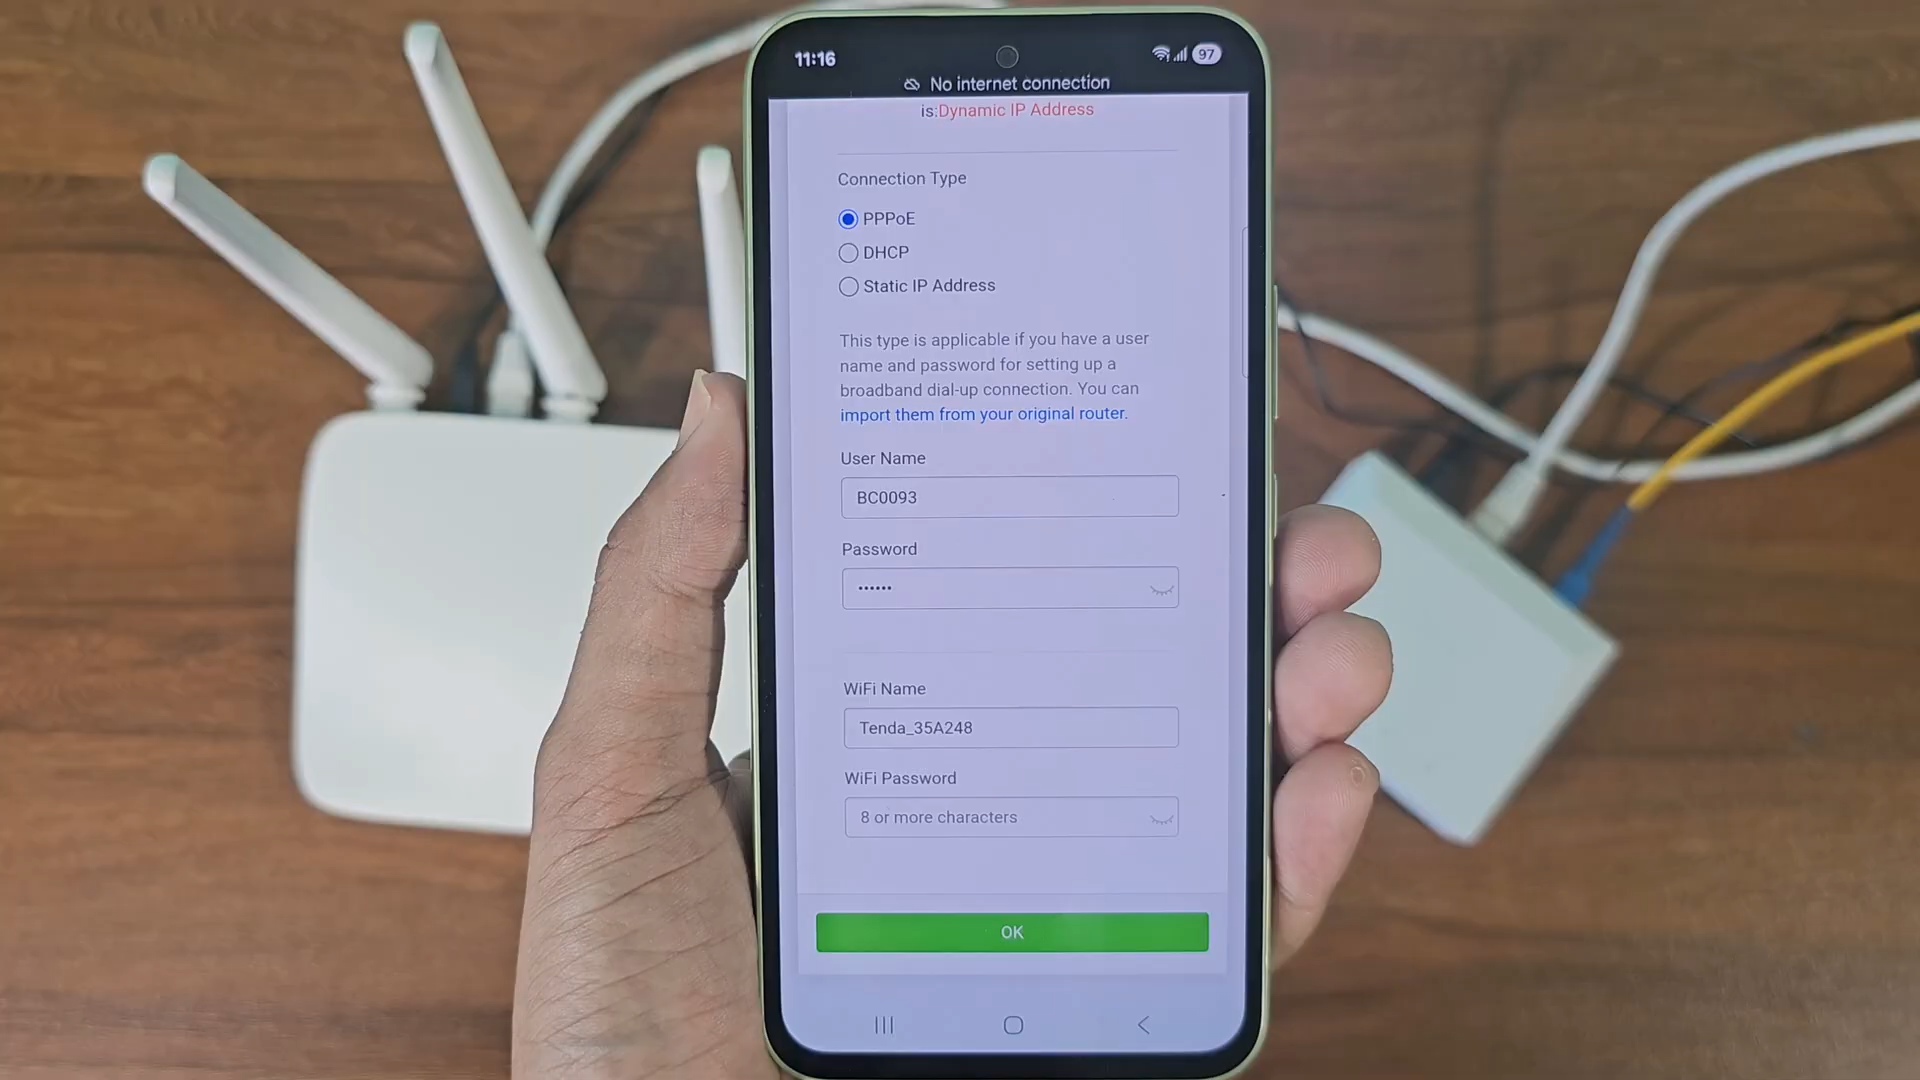 11:16
97
No internet connection
is:Dynamic IP Address
Connection Type
PPPoE
DHCP
Static IP Address
This type is applicable if you have a user
name and password for setting up a
broadband dial-up connection. You can
import them from your original router.
User Name
BC0093
Password
••••••
WiFi Name
Tenda_35A248
WiFi Password
8 or more characters
OK